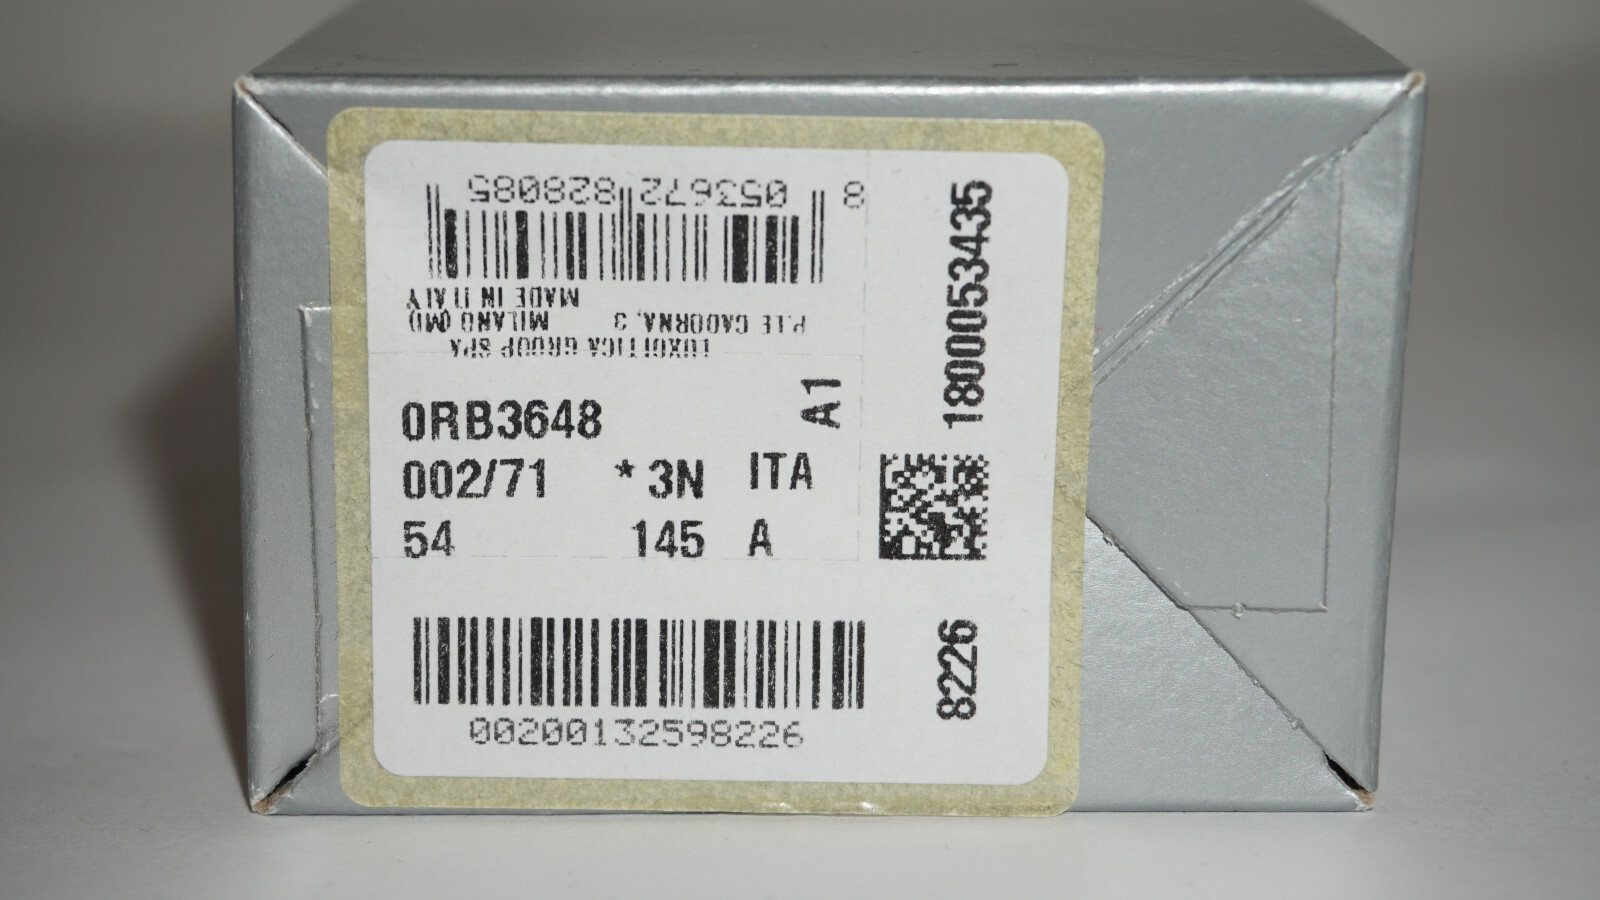 LUXOTTICA GROUP SPA
P.LE CADORNA, 3 MILANO (MI)
MADE IN ITALY
8 053672 828085
A1
0RB3648
002/71 * 3N ITA
54 145 A
00200132598226
1800053435
8226